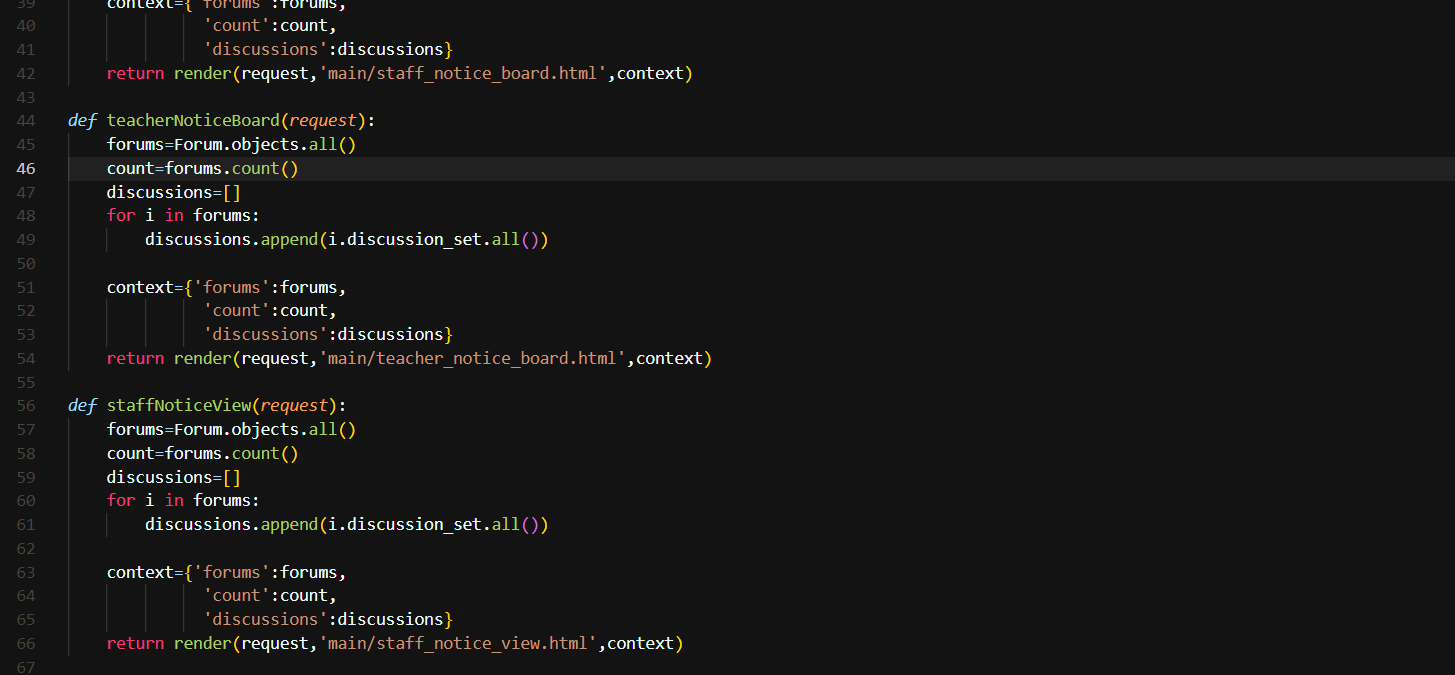 39 context={'forums':forums,
40 'count':count,
41 'discussions':discussions}
42 return render(request,'main/staff_notice_board.html',context)
43
44 def teacherNoticeBoard(request):
45 forums=Forum.objects.all()
46 count=forums.count()
47 discussions=[]
48 for i in forums:
49 discussions.append(i.discussion_set.all())
50
51 context={'forums':forums,
52 'count':count,
53 'discussions':discussions}
54 return render(request,'main/teacher_notice_board.html',context)
55
56 def staffNoticeView(request):
57 forums=Forum.objects.all()
58 count=forums.count()
59 discussions=[]
60 for i in forums:
61 discussions.append(i.discussion_set.all())
62
63 context={'forums':forums,
64 'count':count,
65 'discussions':discussions}
66 return render(request,'main/staff_notice_view.html',context)
67